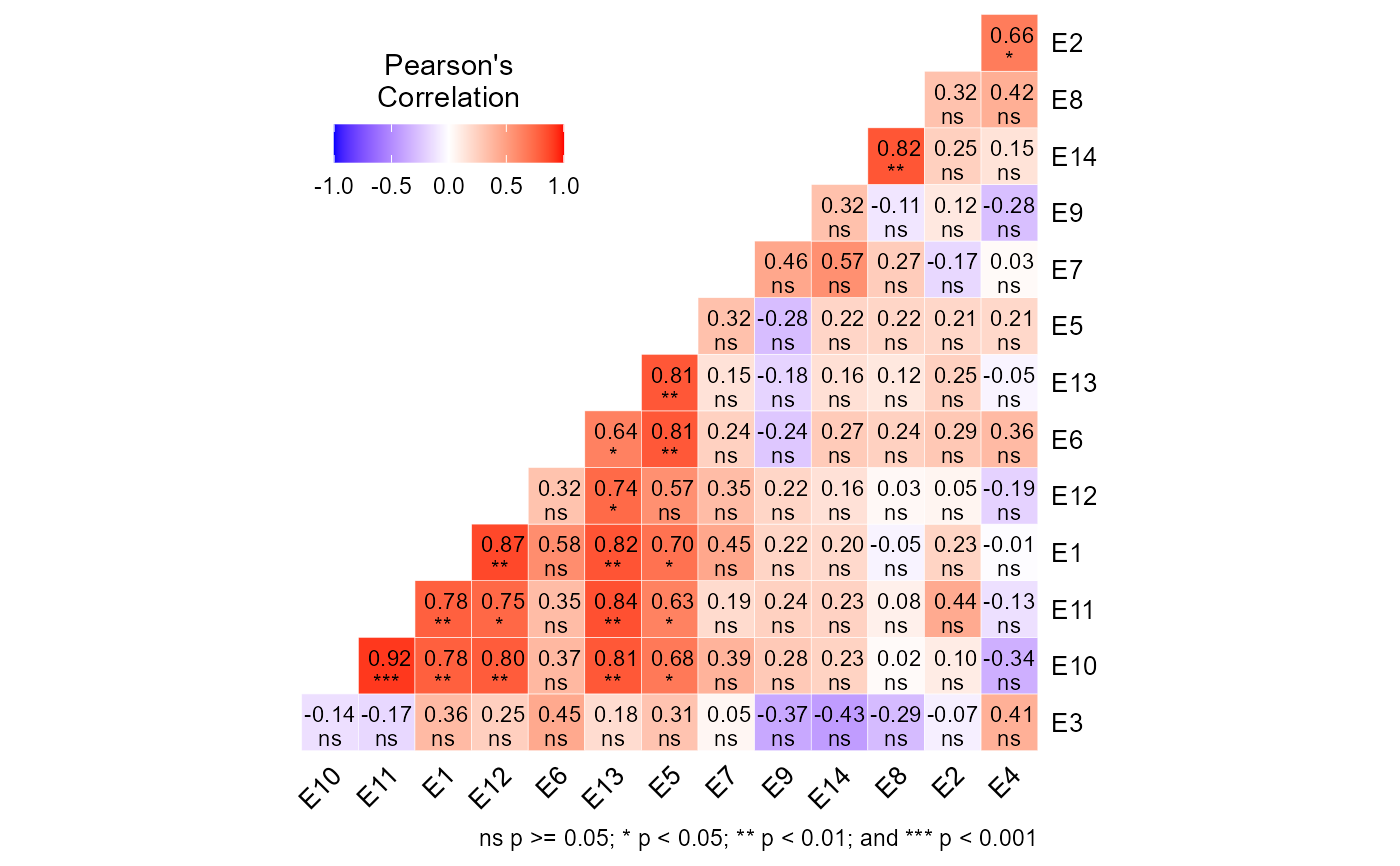 Pearson's
Correlation
-1.0 -0.5 0.0 0.5 1.0
0.66 E2
*
0.32 0.42 E8
ns ns
0.82 0.25 0.15 E14
** ns ns
0.32 -0.11 0.12 -0.28 E9
ns ns ns ns
0.46 0.57 0.27 -0.17 0.03 E7
ns ns ns ns ns
0.32 -0.28 0.22 0.22 0.21 0.21 E5
ns ns ns ns ns ns
0.81 0.15 -0.18 0.16 0.12 0.25 -0.05 E13
** ns ns ns ns ns ns
0.64 0.81 0.24 -0.24 0.27 0.24 0.29 0.36 E6
* ** ns ns ns ns ns ns
0.32 0.74 0.57 0.35 0.22 0.16 0.03 0.05 -0.19 E12
ns * ns ns ns ns ns ns ns
0.87 0.58 0.82 0.70 0.45 0.22 0.20 -0.05 0.23 -0.01 E1
** ns ** * ns ns ns ns ns ns
0.78 0.75 0.35 0.84 0.63 0.19 0.24 0.23 0.08 0.44 -0.13 E11
** * ns ** * ns ns ns ns ns ns
0.92 0.78 0.80 0.37 0.81 0.68 0.39 0.28 0.23 0.02 0.10 -0.34 E10
*** ** ** ns ** * ns ns ns ns ns ns
-0.14 -0.17 0.36 0.25 0.45 0.18 0.31 0.05 -0.37 -0.43 -0.29 -0.07 0.41 E3
ns ns ns ns ns ns ns ns ns ns ns ns ns
E10 E11 E1 E12 E6 E13 E5 E7 E9 E14 E8 E2 E4
ns p >= 0.05; * p < 0.05; ** p < 0.01; and *** p < 0.001